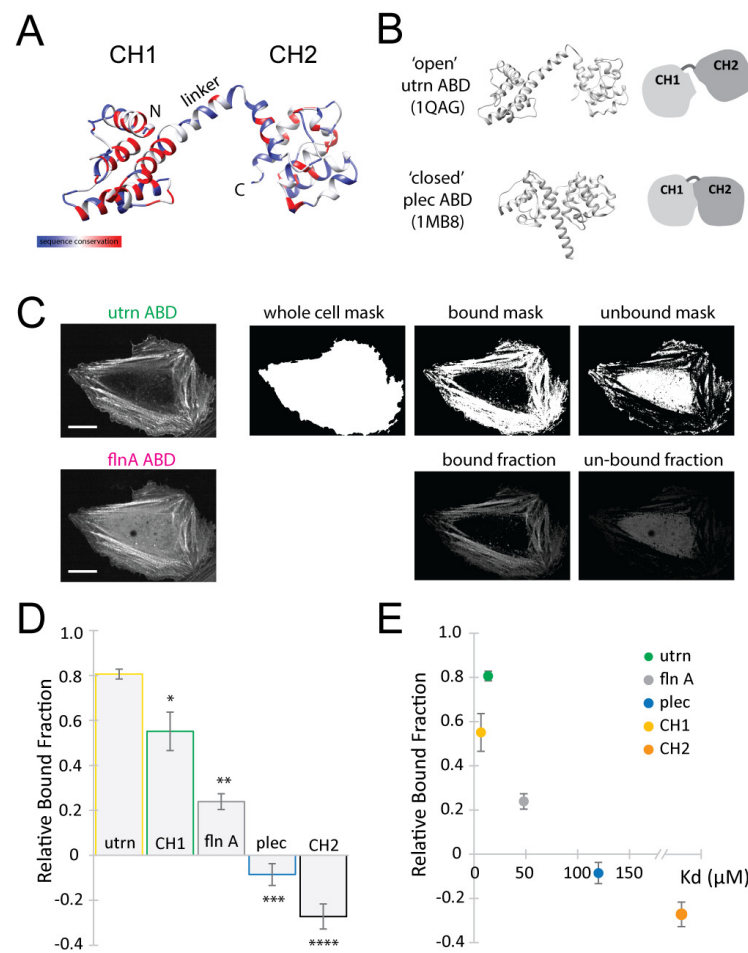 A
CH1
CH2
linker
N
C
sequence conservation
B
'open'
utrn ABD
(1QAG)
CH1
CH2
'closed'
plec ABD
(1MB8)
CH1
CH2
C
utrn ABD
whole cell mask
bound mask
unbound mask
flnA ABD
bound fraction
un-bound fraction
D
Relative Bound Fraction
1.0
0.8
0.6
0.4
0.2
0
-0.2
-0.4
*
**
***
****
utrn
CH1
fln A
plec
CH2
E
Relative Bound Fraction
1.0
0.8
0.6
0.4
0.2
0
-0.2
-0.4
0
50
100
150
Kd (μM)
utrn
fln A
plec
CH1
CH2